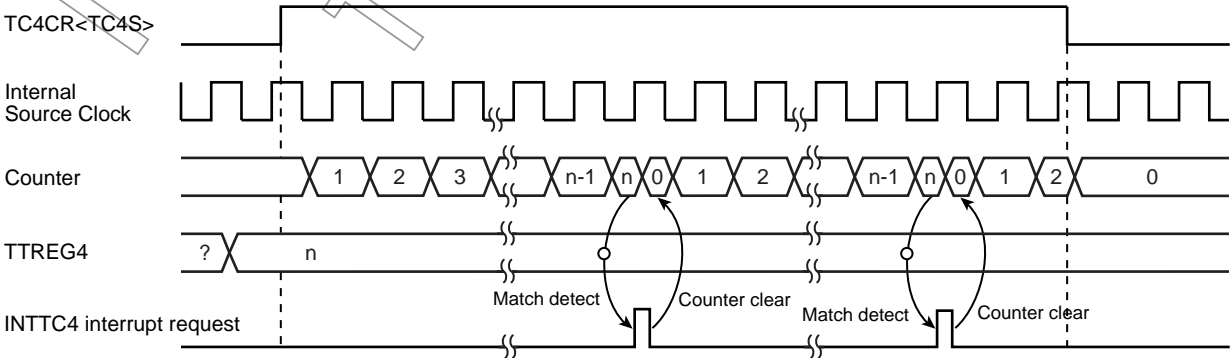 TC4CR<TC4S>
Internal
Source Clock
Counter
1 2 3 n-1 n 0 1 2 n-1 n 0 1 2 0
TTREG4
? n
Match detect Counter clear Match detect Counter clear
INTTC4 interrupt request